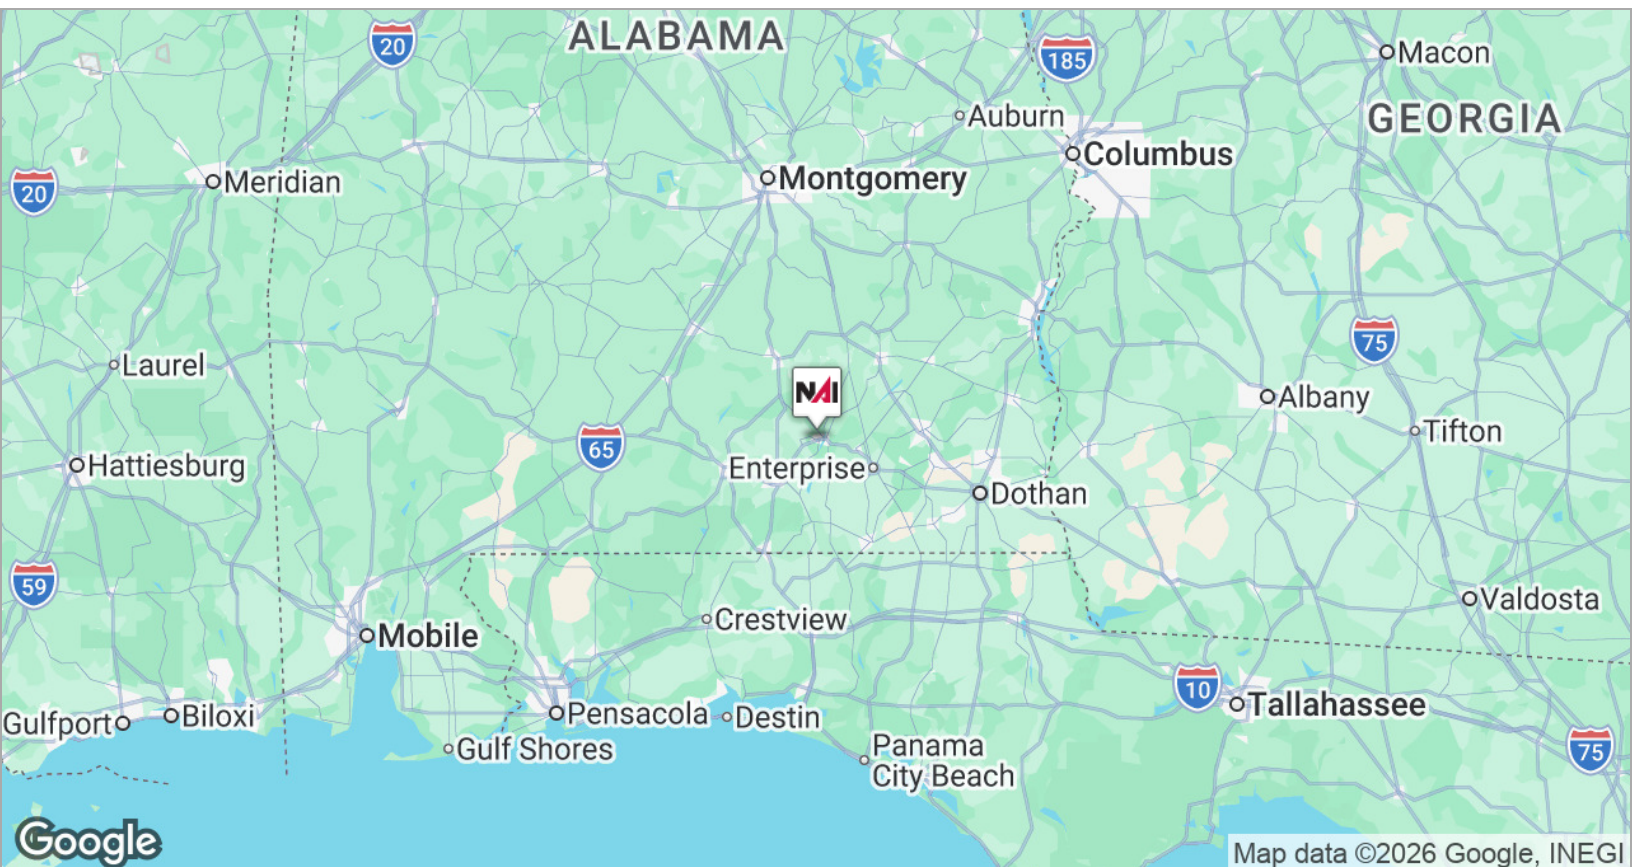 ALABAMA
20
185
Macon
Auburn
GEORGIA
Columbus
20
Meridian
Montgomery
75
Laurel
NAI
Albany
65
Tifton
Hattiesburg
Enterprise
Dothan
59
Crestview
Valdosta
Mobile
10
Tallahassee
Gulfport
Biloxi
Pensacola
Destin
Gulf Shores
Panama
City Beach
75
Google
Map data ©2026 Google, INEGI